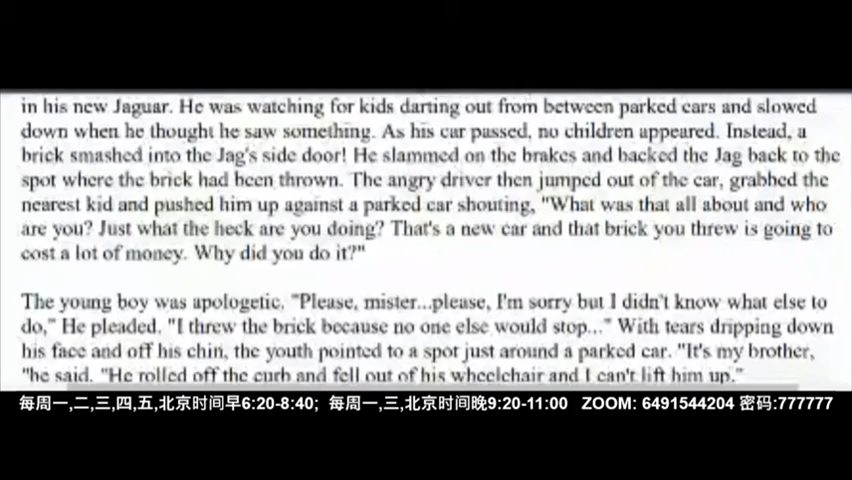 in his new Jaguar. He was watching for kids darting out from between parked cars and slowed
down when he thought he saw something. As his car passed, no children appeared. Instead, a
brick smashed into the Jag's side door! He slammed on the brakes and backed the Jag back to the
spot where the brick had been thrown. The angry driver then jumped out of the car, grabbed the
nearest kid and pushed him up against a parked car shouting, "What was that all about and who
are you? Just what the heck are you doing? That's a new car and that brick you threw is going to
cost a lot of money. Why did you do it?"
The young boy was apologetic. "Please, mister...please, I'm sorry but I didn't know what else to
do," He pleaded. "I threw the brick because no one else would stop..." With tears dripping down
his face and off his chin, the youth pointed to a spot just around a parked car. "It's my brother,
"he said. "He rolled off the curb and fell out of his wheelchair and I can't lift him up."
每周一,二,三,四,五,北京时间早6:20-8:40;  每周一,三,北京时间晚9:20-11:00   ZOOM: 6491544204 密码:777777